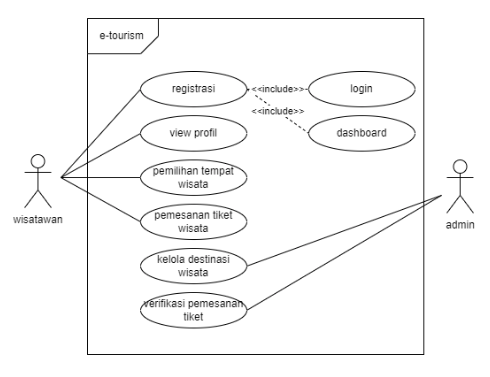 e-tourism
registrasi
<<include>>
login
<<include>>
view profil
dashboard
pemilihan tempat
wisata
wisatawan
pemesanan tiket
wisata
admin
kelola destinasi
wisata
verifikasi pemesanan
tiket